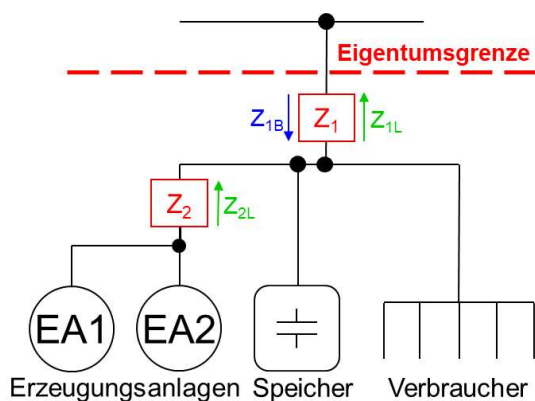 Eigentumsgrenze
Z1B Z1 Z1L
Z2 Z2L
EA1 EA2
Erzeugungsanlagen Speicher Verbraucher